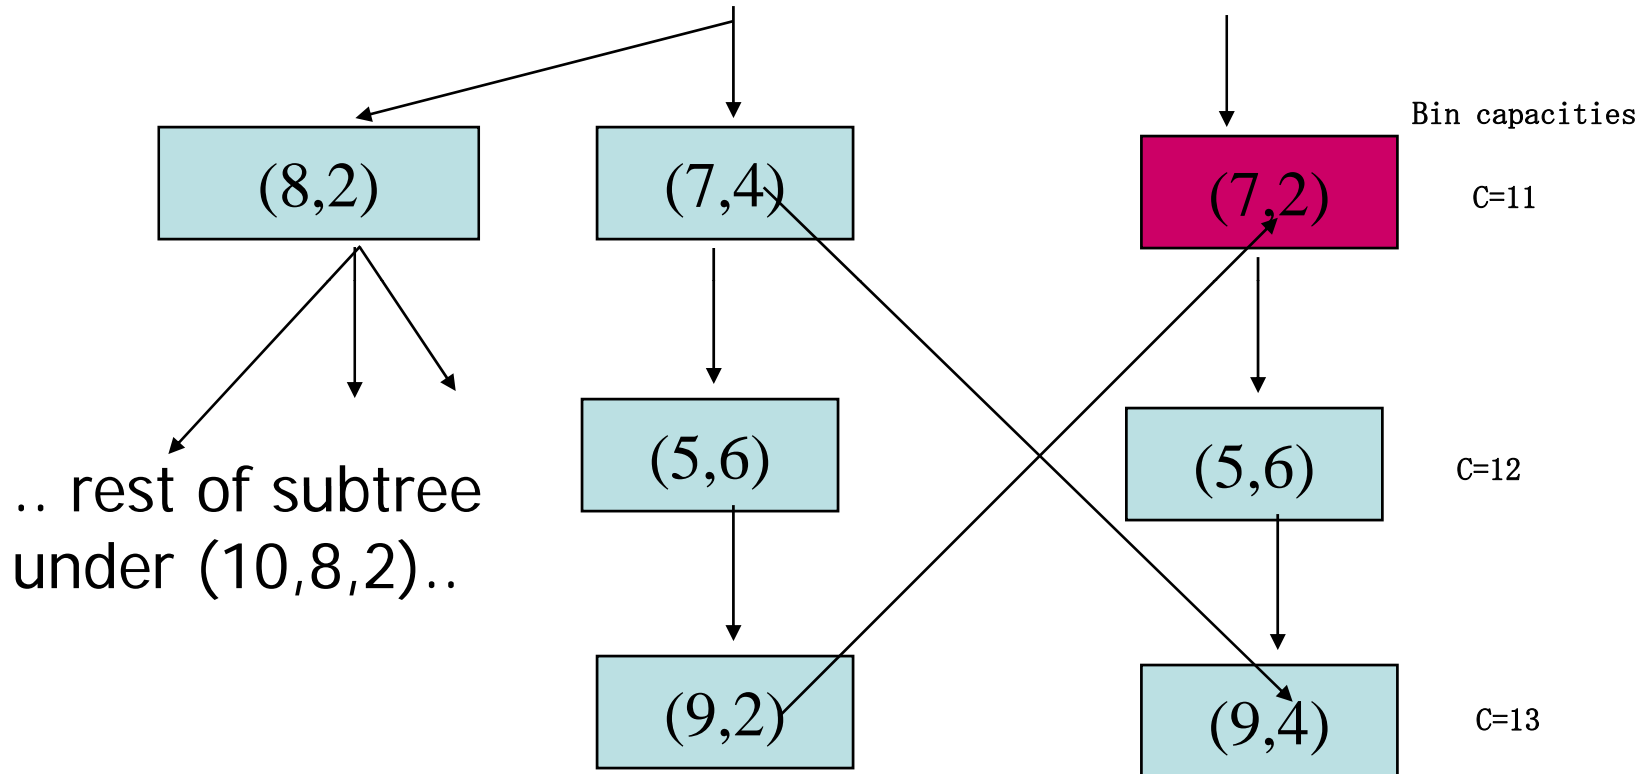 Bin capacities
(8,2)
(7,4)
(7,2)
C=11
(5,6)
(5,6)
C=12
.. rest of subtree
under (10,8,2)..
(9,2)
(9,4)
C=13